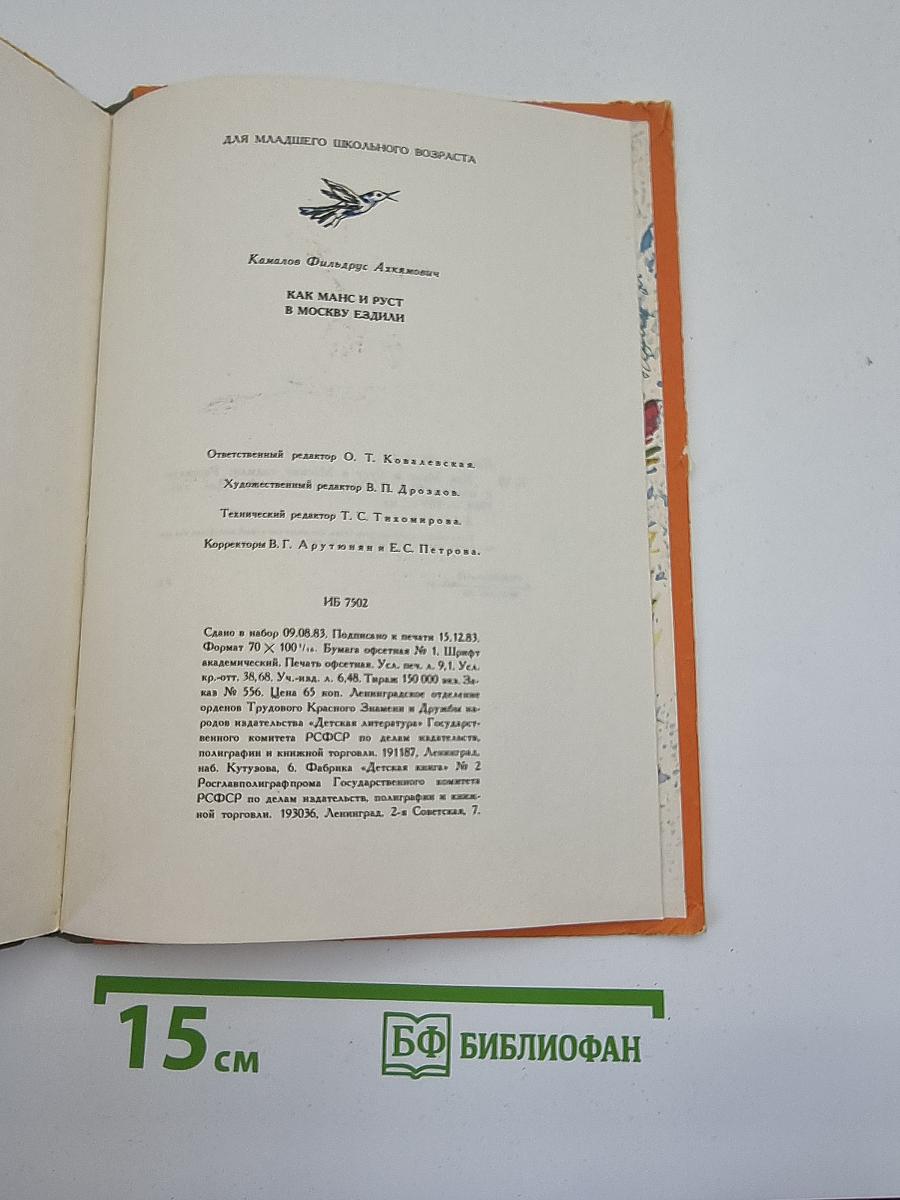 ДЛЯ МЛАДШЕГО ШКОЛЬНОГО ВОЗРАСТА
Камалов Фильдрус Ахкямович
КАК МАНС И РУСТ
В МОСКВУ ЕЗДИЛИ
Ответственный редактор О. Т. Ковалевская.
Художественный редактор В. П. Дроздов.
Технический редактор Т. С. Тихомирова.
Корректоры В. Г. Арутюнян и Е. С. Петрова.
ИБ 7502
Сдано в набор 09.08.83. Подписано к печати 15.12.83.
Формат 70 × 100 1/16. Бумага офсетная № 1. Шрифт
академический. Печать офсетная. Усл. печ. л. 9,1. Усл.
кр.-отт. 38,68. Уч.-изд. л. 6,48. Тираж 150 000 экз. За-
каз № 556. Цена 65 коп. Ленинградское отделение
орденов Трудового Красного Знамени и Дружбы на-
родов издательства «Детская литература» Государст-
венного комитета РСФСР по делам издательств,
полиграфии и книжной торговли. 191187, Ленинград,
наб. Кутузова, 6. Фабрика «Детская книга» № 2
Росглавполиграфпрома Государственного комитета
РСФСР по делам издательств, полиграфии и книж-
ной торговли. 193036, Ленинград, 2-я Советская, 7.
15 см
БФ БИБЛИОФАН